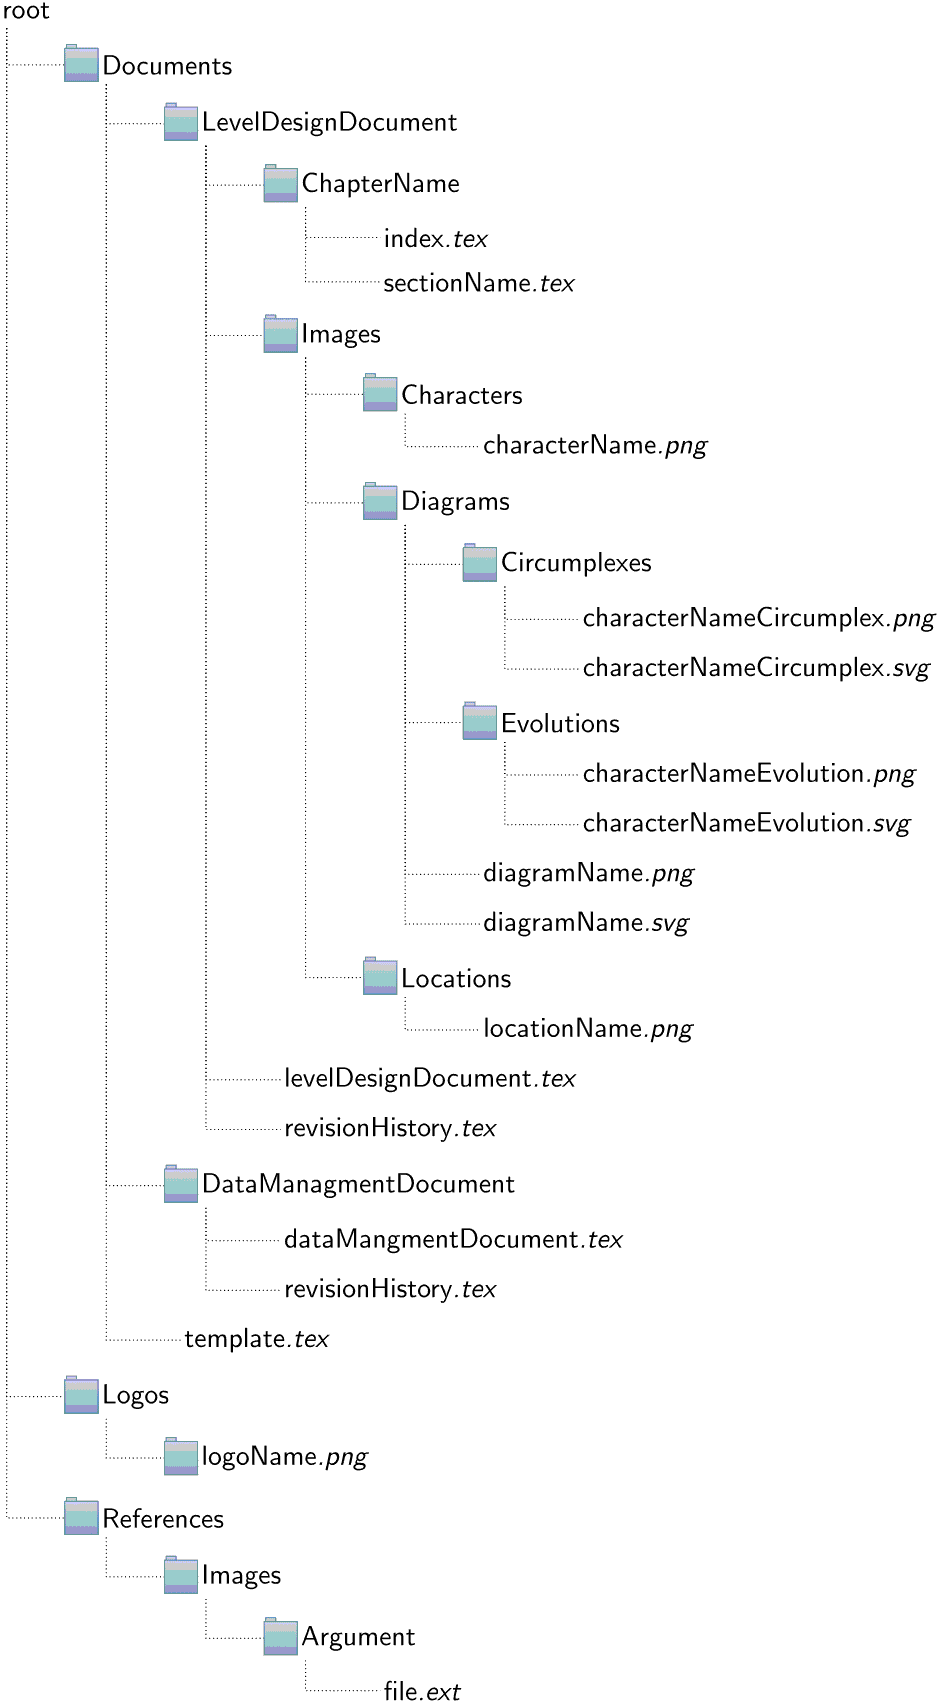 root
Documents
LevelDesignDocument
ChapterName
index.tex
sectionName.tex
Images
Characters
characterName.png
Diagrams
Circumplexes
characterNameCircumplex.png
characterNameCircumplex.svg
Evolutions
characterNameEvolution.png
characterNameEvolution.svg
diagramName.png
diagramName.svg
Locations
locationName.png
levelDesignDocument.tex
revisionHistory.tex
DataManagmentDocument
dataMangmentDocument.tex
revisionHistory.tex
template.tex
Logos
logoName.png
References
Images
Argument
file.ext